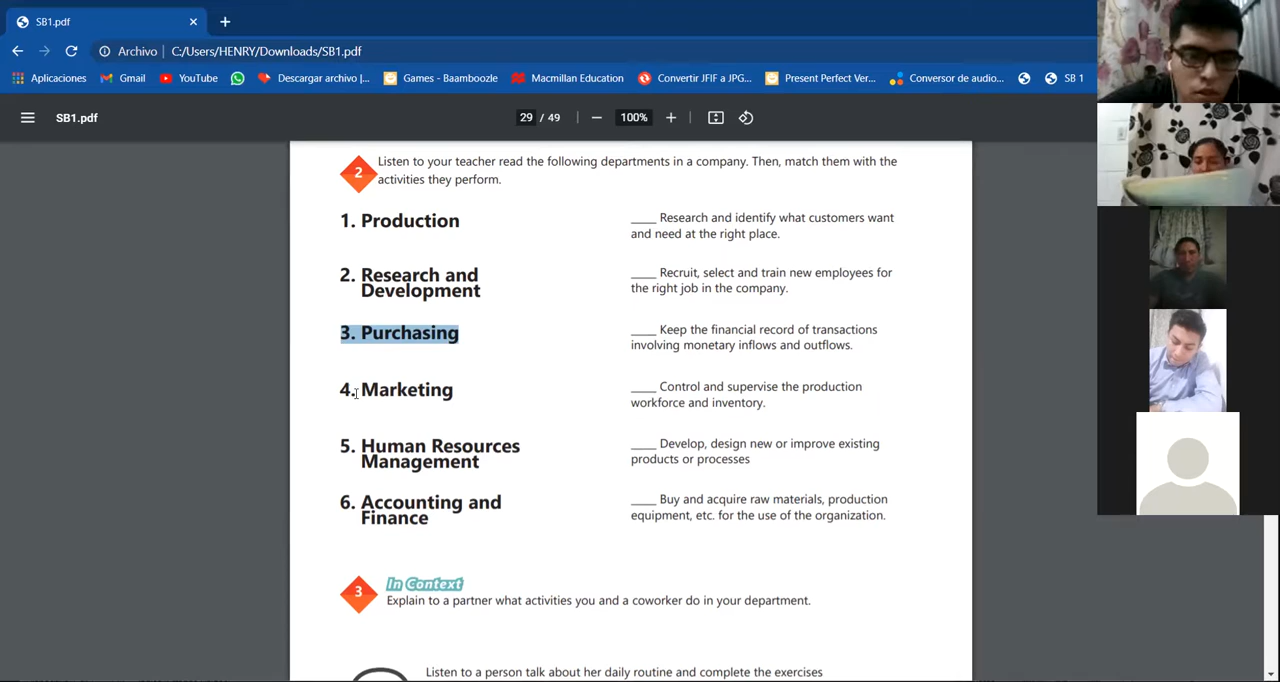 SB1.pdf
Archivo C:/Users/HENRY/Downloads/SB1.pdf
Aplicaciones Gmail YouTube Descargar archivo |... Games - Baamboozle Macmillan Education Convertir JFIF a JPG... Present Perfect Ver... Conversor de audio... SB 1
SB1.pdf 29 / 49 100%
2 Listen to your teacher read the following departments in a company. Then, match them with the
activities they perform.
1. Production
____ Research and identify what customers want
and need at the right place.
2. Research and
Development
____ Recruit, select and train new employees for
the right job in the company.
3. Purchasing
____ Keep the financial record of transactions
involving monetary inflows and outflows.
4. Marketing
____ Control and supervise the production
workforce and inventory.
5. Human Resources
Management
____ Develop, design new or improve existing
products or processes
6. Accounting and
Finance
____ Buy and acquire raw materials, production
equipment, etc. for the use of the organization.
3 In Context
Explain to a partner what activities you and a coworker do in your department.
Listen to a person talk about her daily routine and complete the exercises